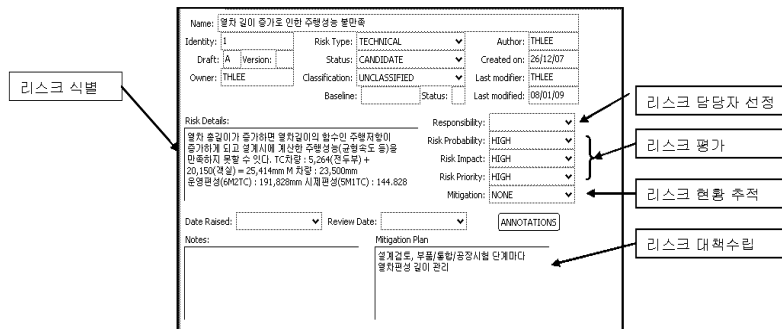 Name: 열차 길이 증가로 인한 주행성능 불만족
Identity: 1 Risk Type: TECHNICAL Author: THLEE
Draft: A Version: Status: CANDIDATE Created on: 26/12/07
Owner: THLEE Classification: UNCLASSIFIED Last modifier: THLEE
Baseline: Status: Last modified: 08/01/09
리스크 식별
Risk Details:
열차 총길이가 증가하면 열차길이의 함수인 주행저항이
증가하게 되고 설계시에 계산한 주행성능(균형속도 등)을
만족하지 못할 수 잇다. TC차량 : 5,264(전두부) +
20,150(객실) = 25,414mm M 차량 : 23,500mm
운영편성(6M2TC) : 191,828mm 시제편성(5M1TC) : 144.828
Responsibility:
Risk Probability: HIGH
Risk Impact: HIGH
Risk Priority: HIGH
Mitigation: NONE
리스크 담당자 선정
리스크 평가
리스크 현황 추적
리스크 대책수립
Date Raised: Review Date: ANNOTATIONS
Notes:
Mitigation Plan
설계검토, 부품/통합/공장시험 단계마다
열차편성 길이 관리